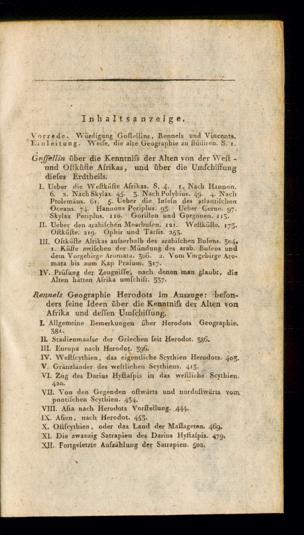 Inhaltsanzeige.
Vorrede. Würdigung Gossellins, Rennels und Vincents.
Einleitung. Weise, die alte Geographie zu studiren. S. 1.
Gossellin über die Kenntniss der Alten von der West-
und Ostküste Afrikas, und über die Umschiffung
dieses Erdtheils.
I. Ueber die Westküste Afrikas. S. 4. 1. Nach Hannon.
6. 2. Nach Skylax. 45. 3. Nach Polybius. 49. 4. Nach
Ptolemäus. 61. 5. Ueber die Inseln des atlantischen
Oceans. 74. Hannons Periplus. 93. Ueber Cerne. 97.
Skylax Periplus. 110. Gorillen und Gorgonen. 113.
II. Ueber den arabischen Meerbusen. 121. Westküste. 173.
Ostküste. 219. Ophir und Tarsis. 253.
III. Ostküste Afrikas ausserhalb des arabischen Busens. 304.
1. Küste zwischen der Mündung des arab. Busens und
dem Vorgebirge Aromata. 306. 2. Vom Vorgebirge Aro-
mata bis zum Kap Prasum. 317.
IV. Prüfung der Zeugnisse, nach denen man glaubt, die
Alten hätten Afrika umschifft. 337.
Rennels Geographie Herodots im Auszuge: beson-
ders seine Ideen über die Kenntniss der Alten von
Afrika und dessen Umschiffung.
I. Allgemeine Bemerkungen über Herodots Geographie.
381.
II. Stadienmaasse der Griechen seit Herodot. 386.
III. Europa nach Herodot. 396.
IV. Westscythien, das eigentliche Scythien Herodots. 403.
V. Gränzländer des westlichen Scythiens. 413.
VI. Zug des Darius Hystaspis in das westliche Scythien.
420.
VII. Von den Gegenden ostwärts und nordostwärts vom
pontischen Scythien. 434.
VIII. Asia nach Herodots Vorstellung. 444.
IX. Asien, nach Herodot. 453.
X. Ostscythien, oder das Land der Massageten. 469.
XI. Die zwanzig Satrapien des Darius Hystaspis. 479.
XII. Fortgesetzte Aufzählung der Satrapien. 502.